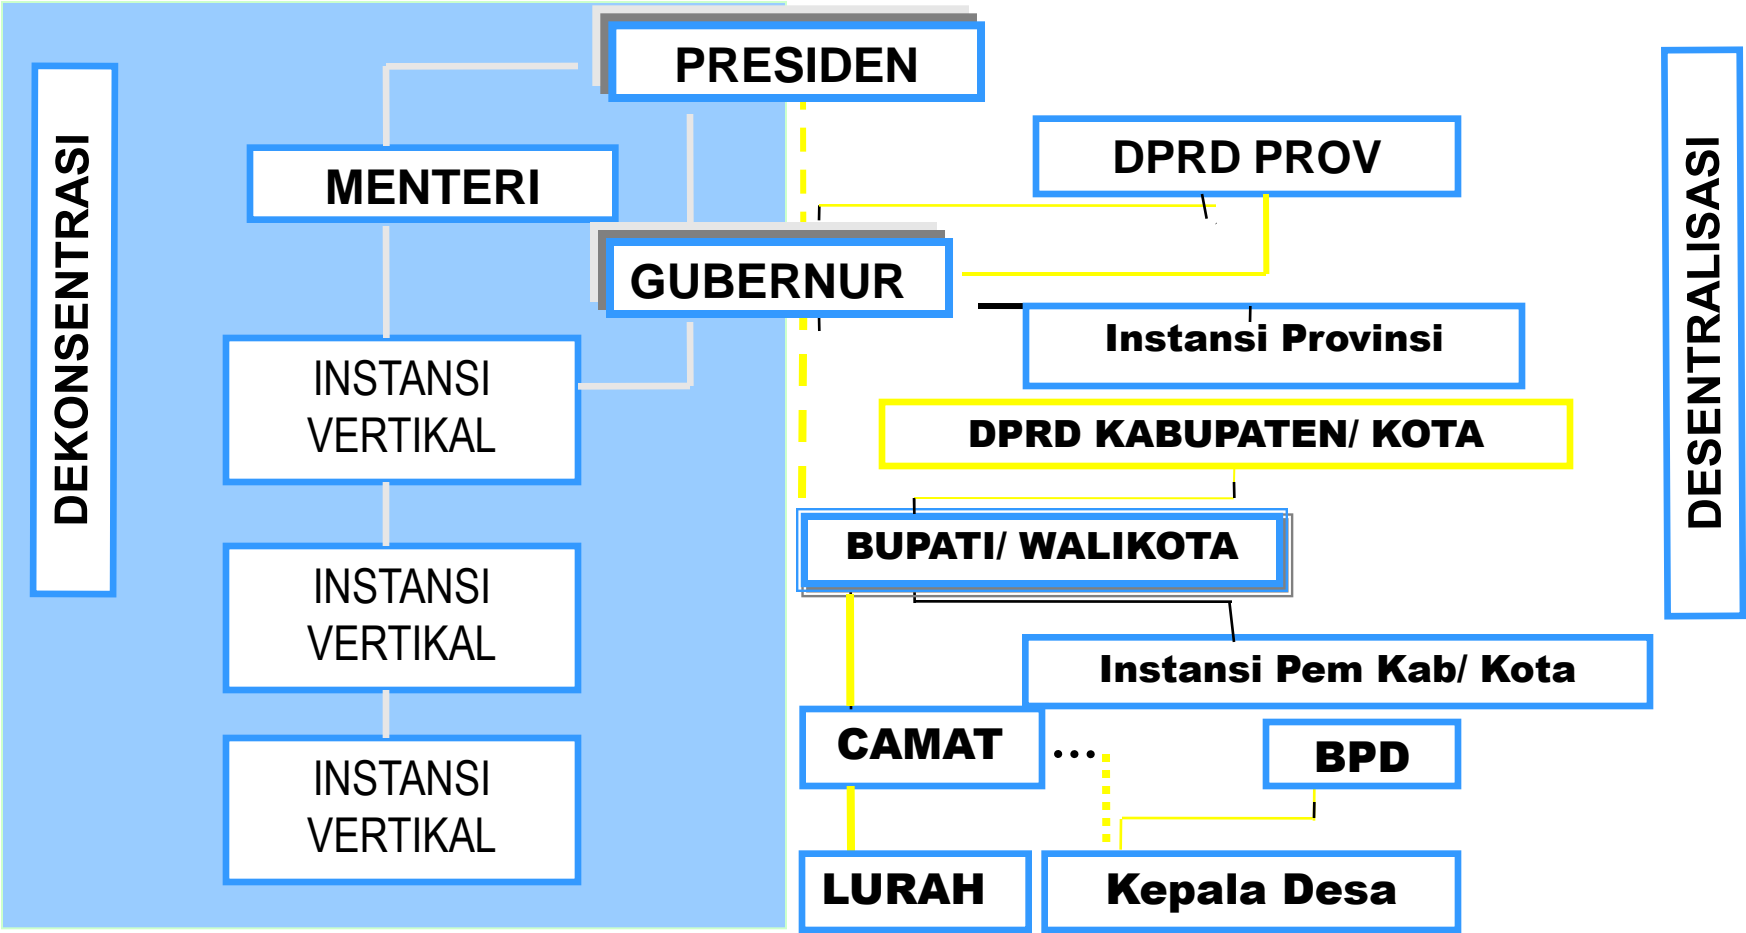 PRESIDEN
DEKONSENTRASI
DESENTRALISASI
DPRD PROV
MENTERI
GUBERNUR
Instansi Provinsi
INSTANSI
VERTIKAL
DPRD KABUPATEN/ KOTA
BUPATI/ WALIKOTA
INSTANSI
VERTIKAL
Instansi Pem Kab/ Kota
CAMAT
BPD
INSTANSI
VERTIKAL
LURAH
Kepala Desa